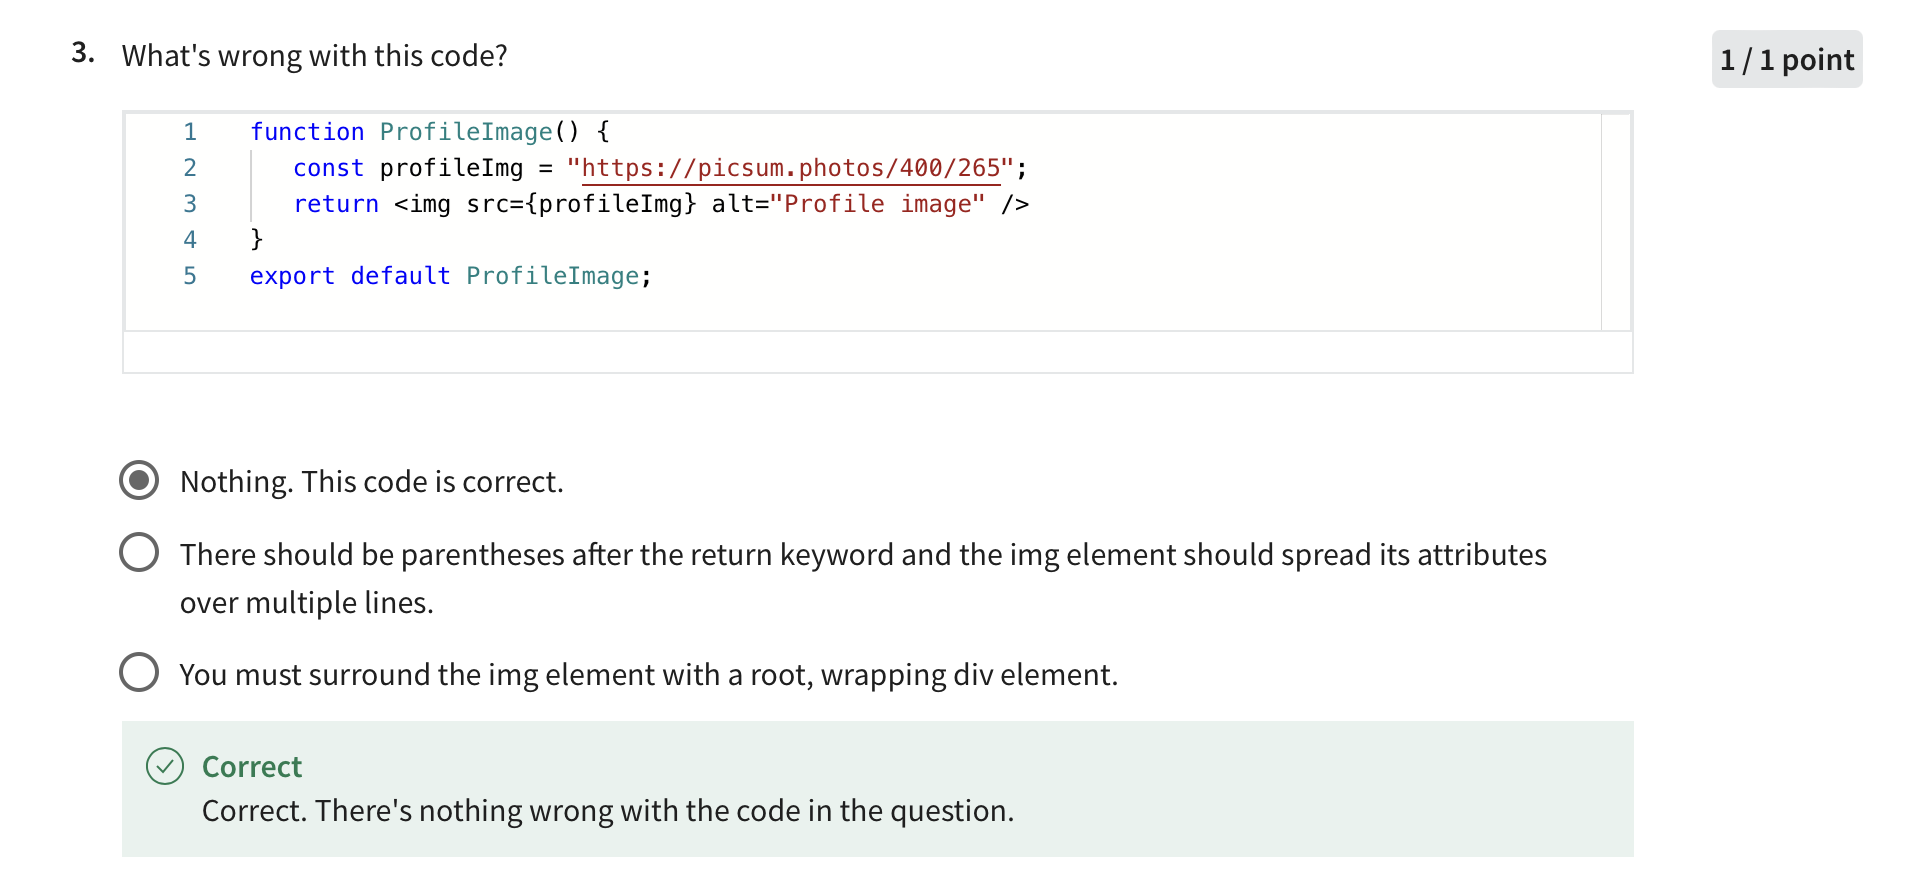 3. What's wrong with this code?
1 / 1 point
1 function ProfileImage() {
2 const profileImg = "https://picsum.photos/400/265";
3 return <img src={profileImg} alt="Profile image" />
4 }
5 export default ProfileImage;
Nothing. This code is correct.
There should be parentheses after the return keyword and the img element should spread its attributes
over multiple lines.
You must surround the img element with a root, wrapping div element.
Correct
Correct. There's nothing wrong with the code in the question.